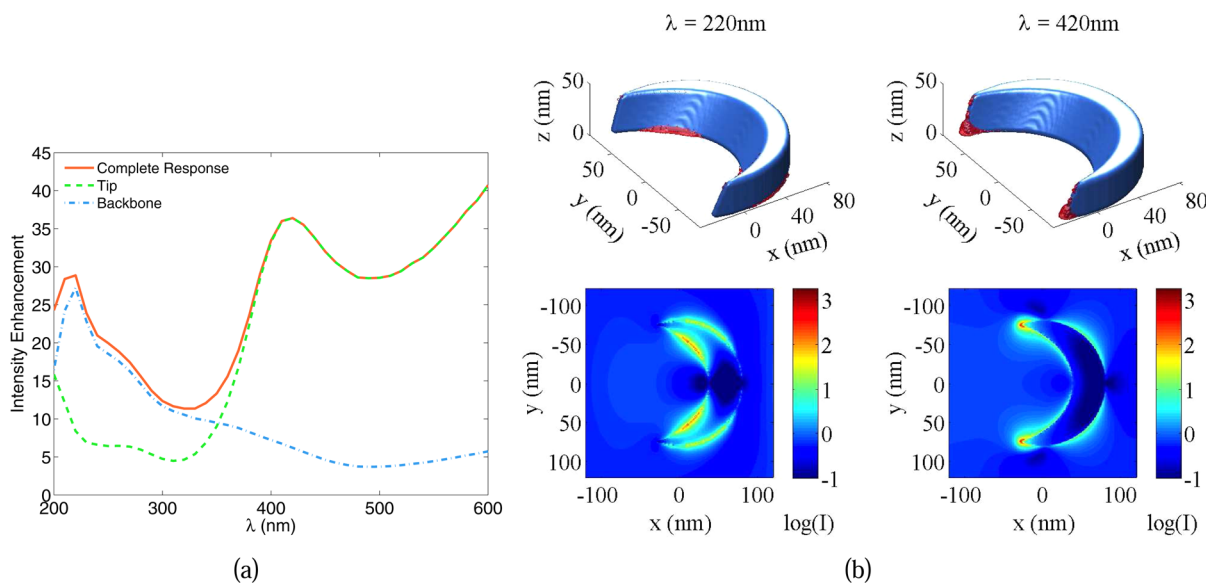 λ = 220nm
λ = 420nm
50
z (nm)
0
50
0
-50
y (nm)
0
40
80
x (nm)
50
z (nm)
0
50
0
-50
y (nm)
0
40
80
x (nm)
45
40
35
30
25
20
15
10
5
0
Intensity Enhancement
Complete Response
Tip
Backbone
200
300
400
500
600
λ (nm)
-100
-50
0
50
100
y (nm)
-100
0
100
x (nm)
3
2
1
0
-1
log(I)
-100
-50
0
50
100
y (nm)
-100
0
100
x (nm)
3
2
1
0
-1
log(I)
(a)
(b)